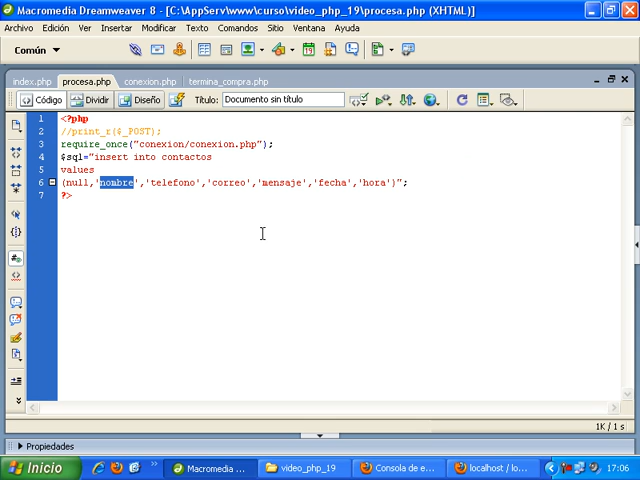 Macromedia Dreamweaver 8 - [C:\AppServ\www\curso\video_php_19\procesa.php (XHTML)]
Archivo Edición Ver Insertar Modificar Texto Comandos Sitio Ventana Ayuda
Común
index.php procesa.php conexion.php termina_compra.php
Código Dividir Diseño Título: Documento sin título
1 <?php
2 //print_r($_POST);
3 require_once("conexion/conexion.php");
4 $sql="insert into contactos
5 values
6 (null,'nombre','telefono','correo','mensaje','fecha','hora')";
7 ?>
1K / 1 s
Propiedades
Inicio Macromedia ... video_php_19 Consola de e... localhost / lo... 17:06